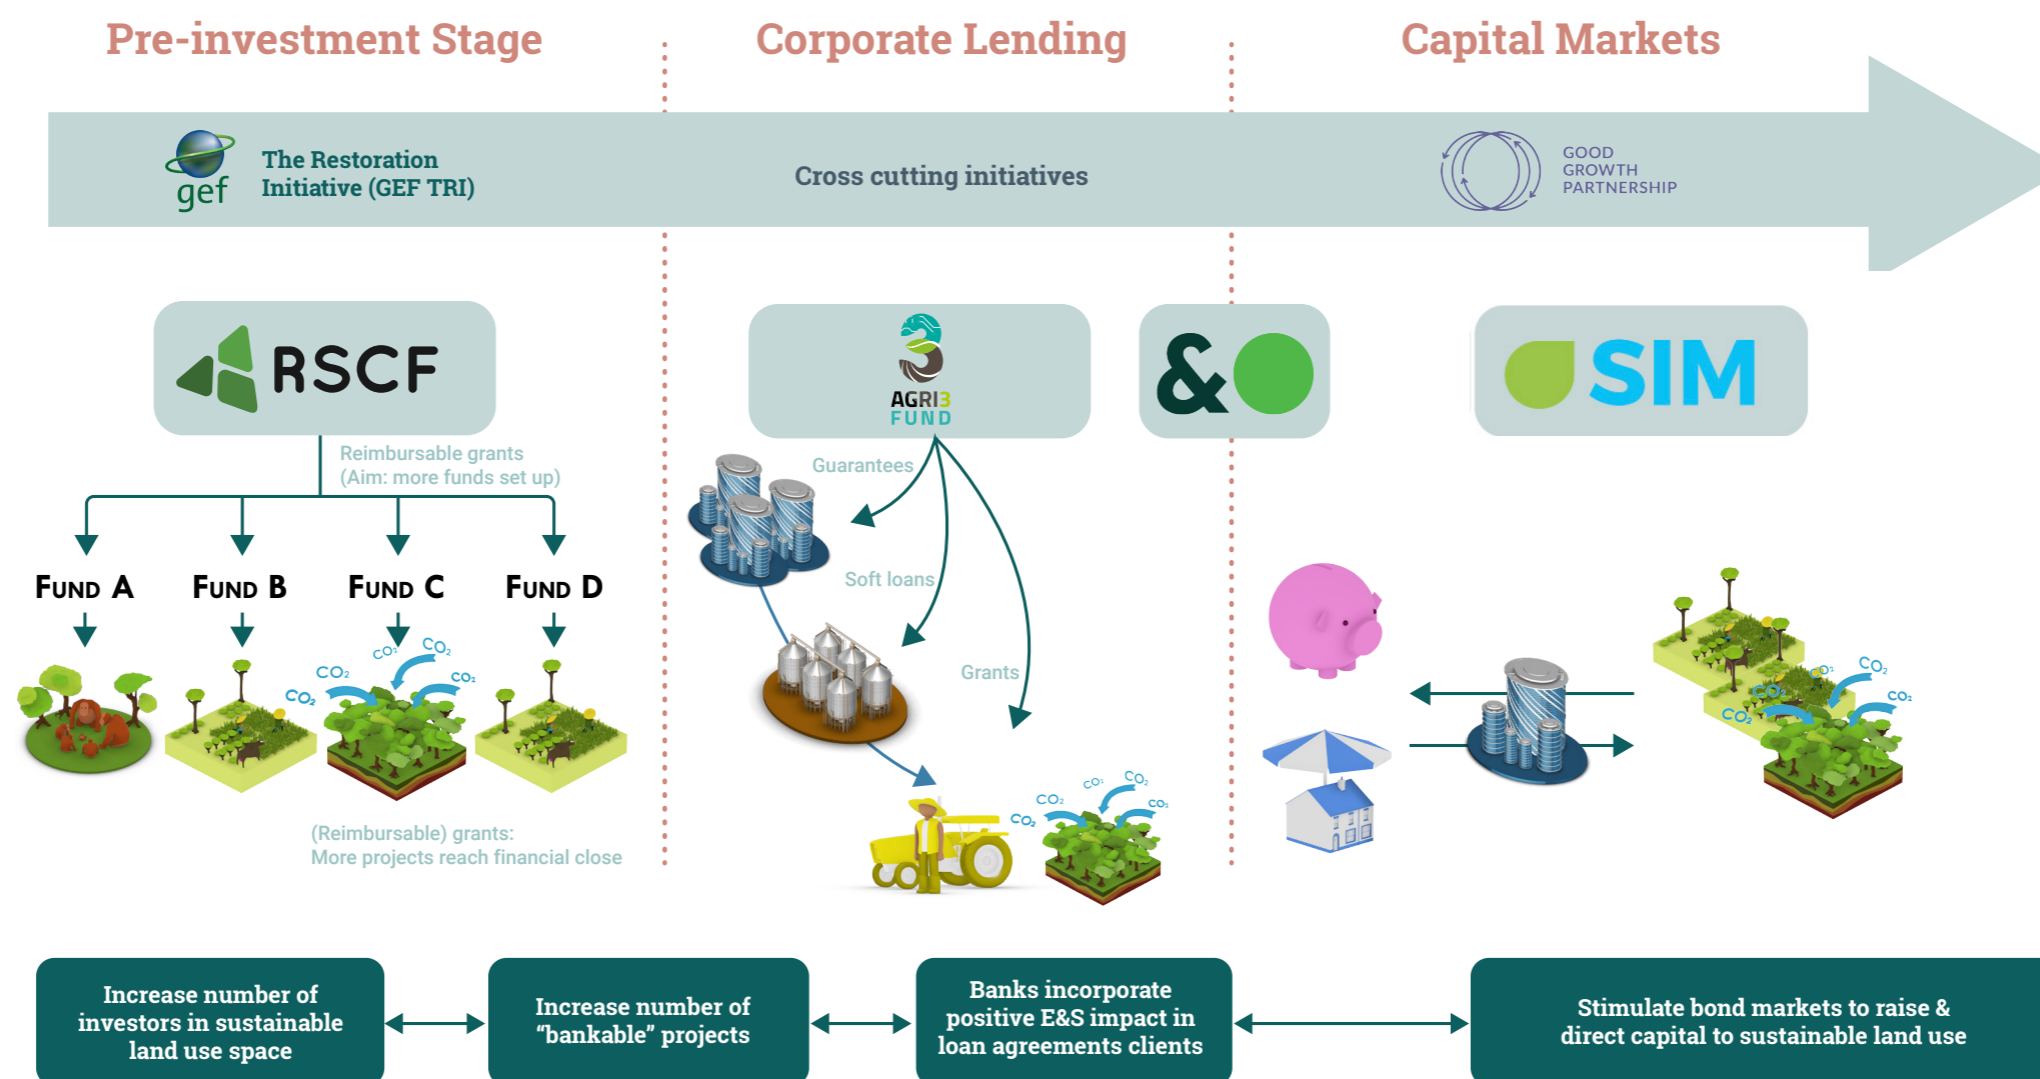 Pre-investment Stage
Corporate Lending
Capital Markets
gef
The Restoration
Initiative (GEF TRI)
Cross cutting initiatives
GOOD
GROWTH
PARTNERSHIP
RSCF
AGRI3
FUND
&
SIM
Reimbursable grants
(Aim: more funds set up)
FUND A
FUND B
FUND C
FUND D
CO₂
CO₂
CO₂
CO₂
CO₂
(Reimbursable) grants:
More projects reach financial close
Guarantees
Soft loans
Grants
CO₂
CO₂
CO₂
CO₂
CO₂
CO₂
CO₂
CO₂
CO₂
CO₂
Increase number of
investors in sustainable
land use space
Increase number of
“bankable” projects
Banks incorporate
positive E&S impact in
loan agreements clients
Stimulate bond markets to raise &
direct capital to sustainable land use